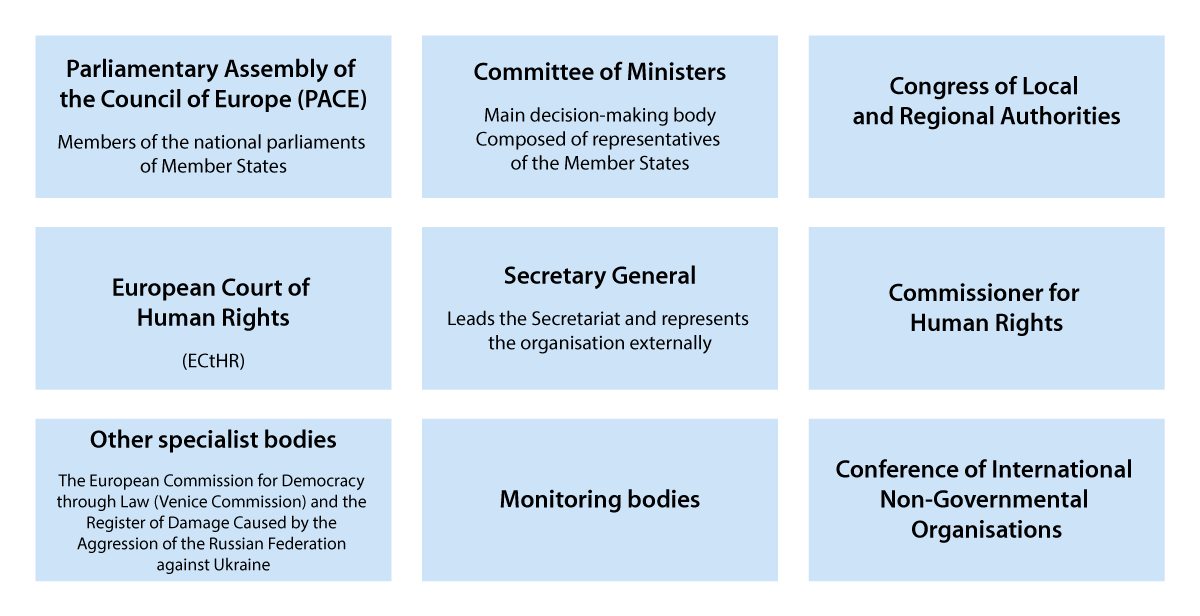 Parliamentary Assembly of
the Council of Europe (PACE)
Members of the national parliaments
of Member States
Committee of Ministers
Main decision-making body
Composed of representatives
of the Member States
Congress of Local
and Regional Authorities
European Court of
Human Rights
(ECtHR)
Secretary General
Leads the Secretariat and represents
the organisation externally
Commissioner for
Human Rights
Other specialist bodies
The European Commission for Democracy
through Law (Venice Commission) and the
Register of Damage Caused by the
Aggression of the Russian Federation
against Ukraine
Monitoring bodies
Conference of International
Non-Governmental
Organisations